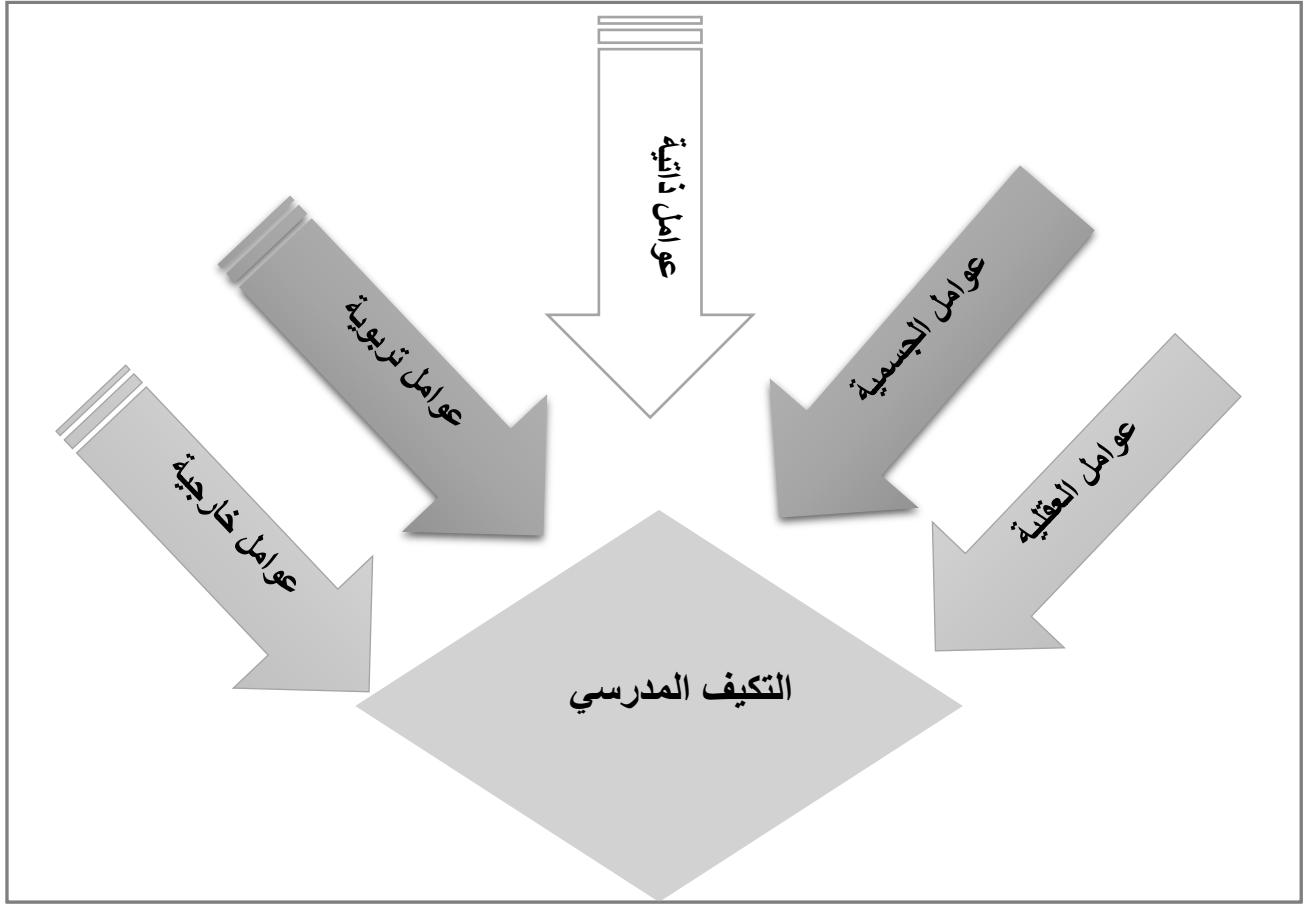 عوامل ذاتية
عوامل الجسمية
عوامل تربوية
عوامل العقلية
عوامل خارجية
التكيف المدرسي